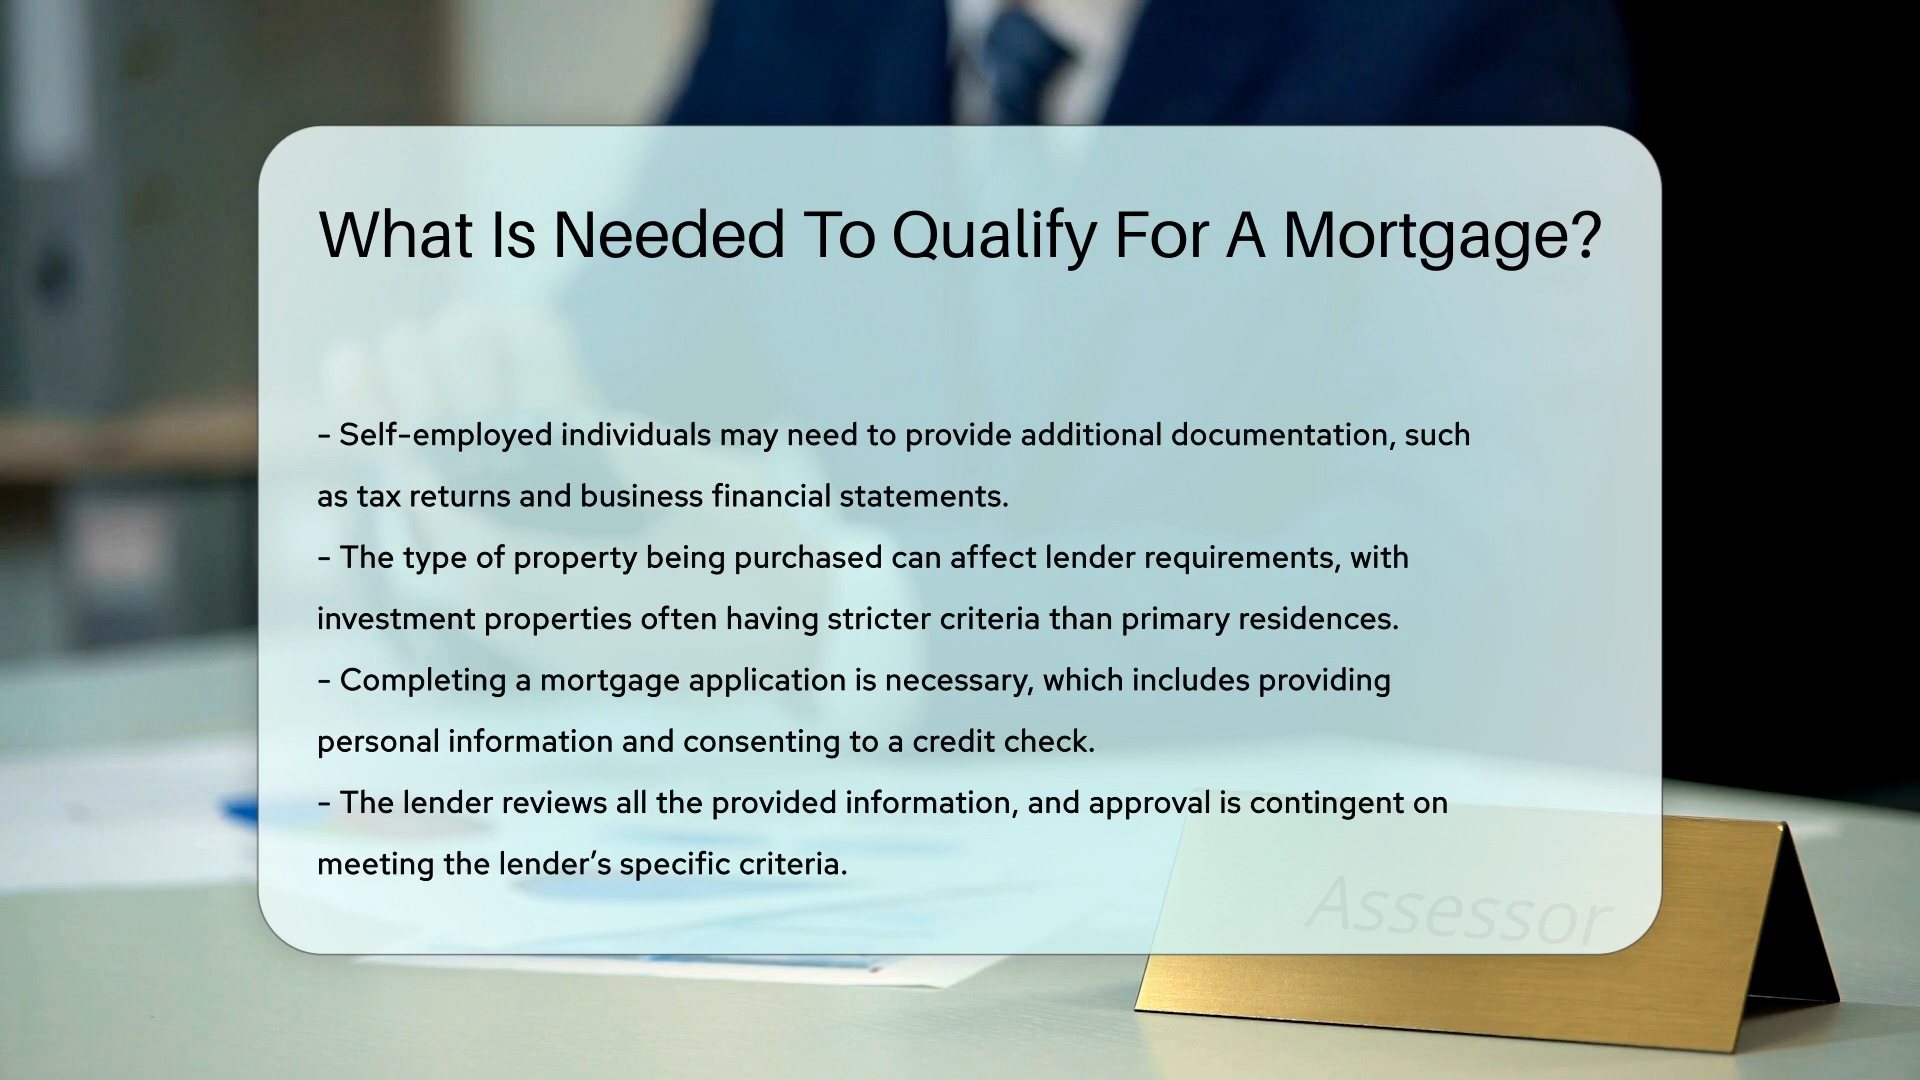 What Is Needed To Qualify For A Mortgage?
- Self-employed individuals may need to provide additional documentation, such
as tax returns and business financial statements.
- The type of property being purchased can affect lender requirements, with
investment properties often having stricter criteria than primary residences.
- Completing a mortgage application is necessary, which includes providing
personal information and consenting to a credit check.
- The lender reviews all the provided information, and approval is contingent on
meeting the lender’s specific criteria.
Assessor